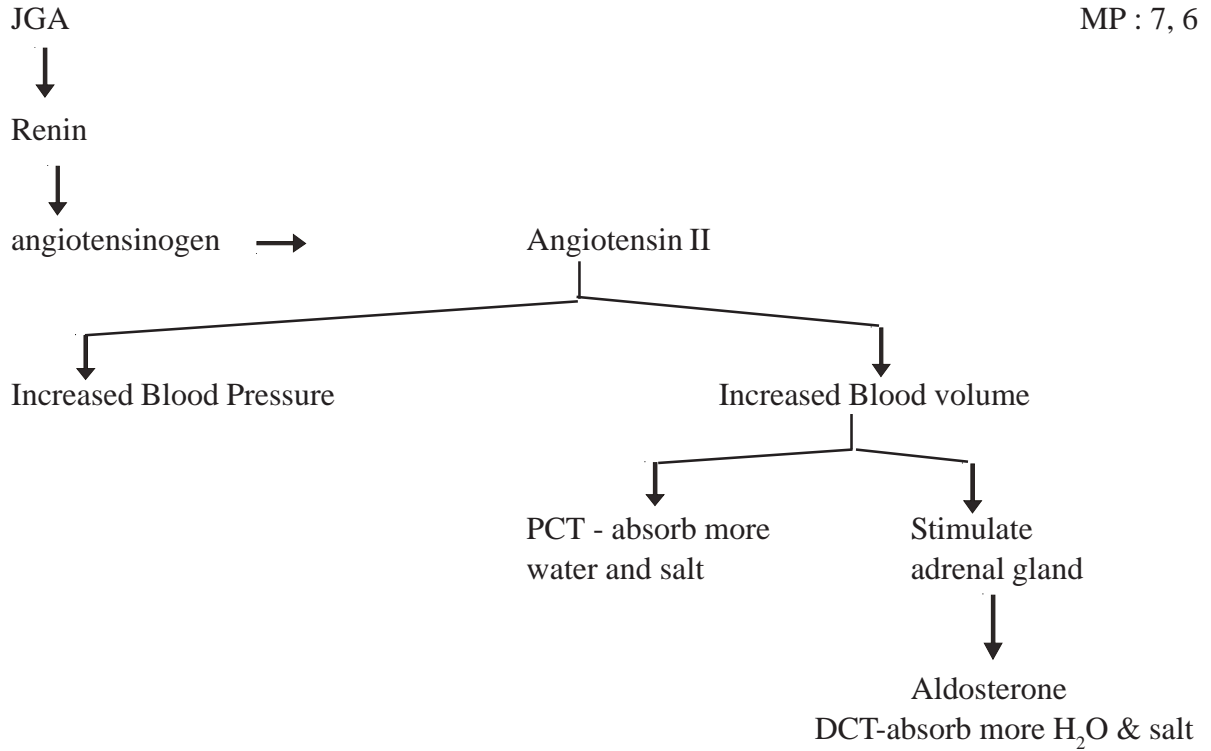 JGA
MP : 7, 6
Renin
angiotensinogen
Angiotensin II
Increased Blood Pressure
Increased Blood volume
PCT - absorb more
water and salt
Stimulate
adrenal gland
Aldosterone
DCT-absorb more H₂O & salt